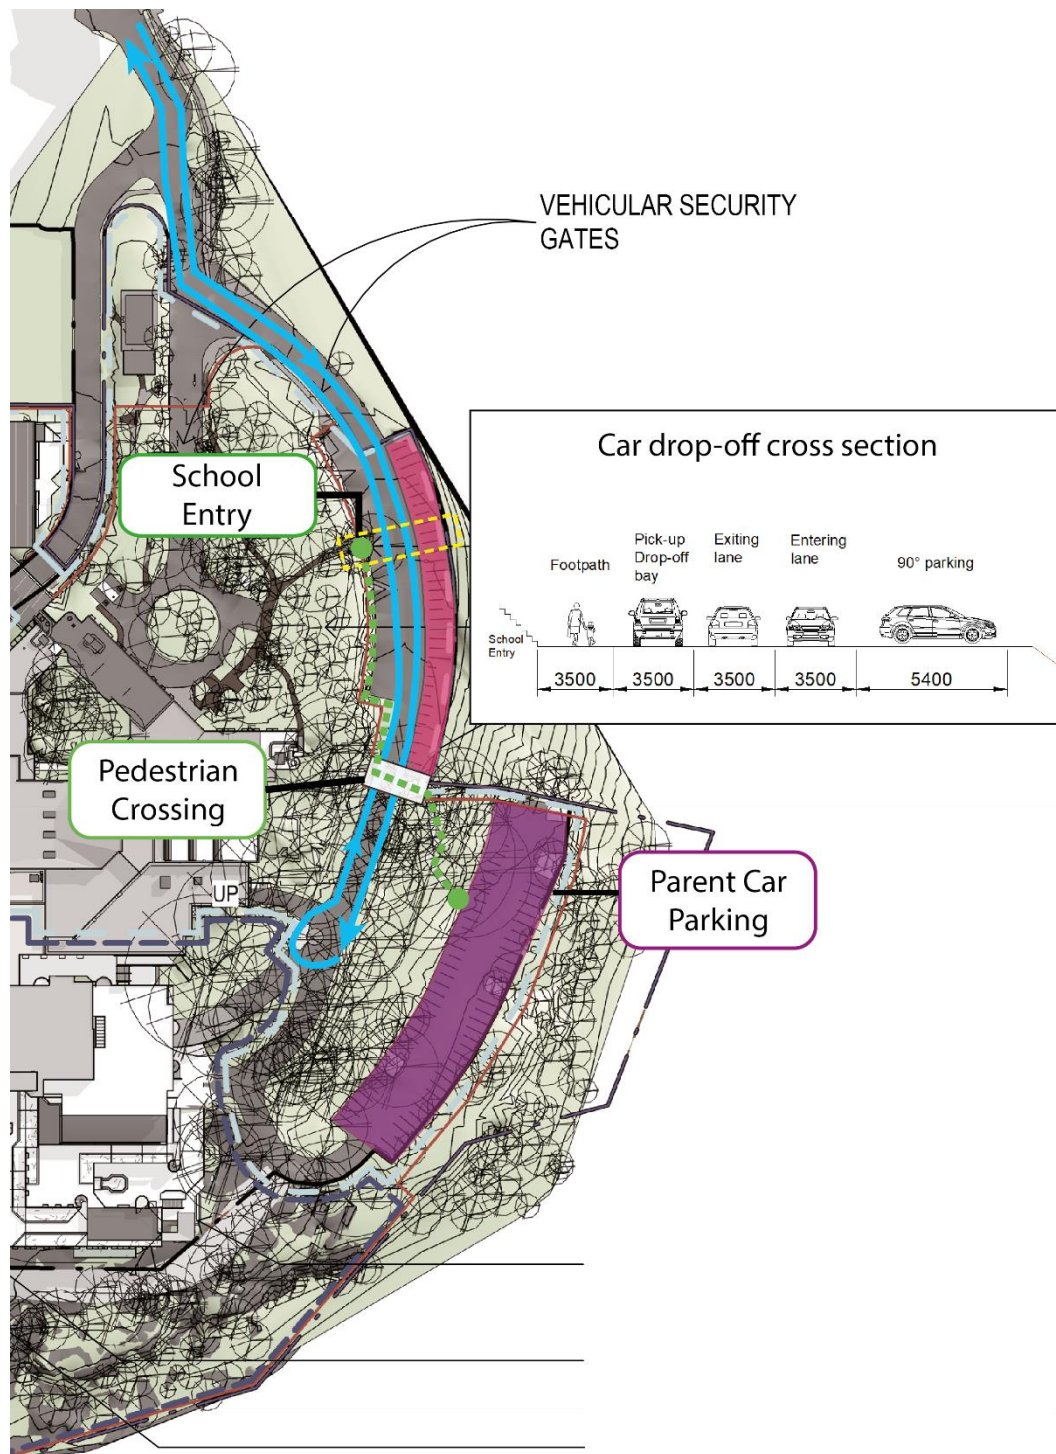 VEHICULAR SECURITY
GATES
Car drop-off cross section
School
Entry
Footpath
Pick-up
Drop-off
bay
Exiting
lane
Entering
lane
90° parking
School
Entry
3500
3500
3500
3500
5400
Pedestrian
Crossing
Parent Car
Parking
UP